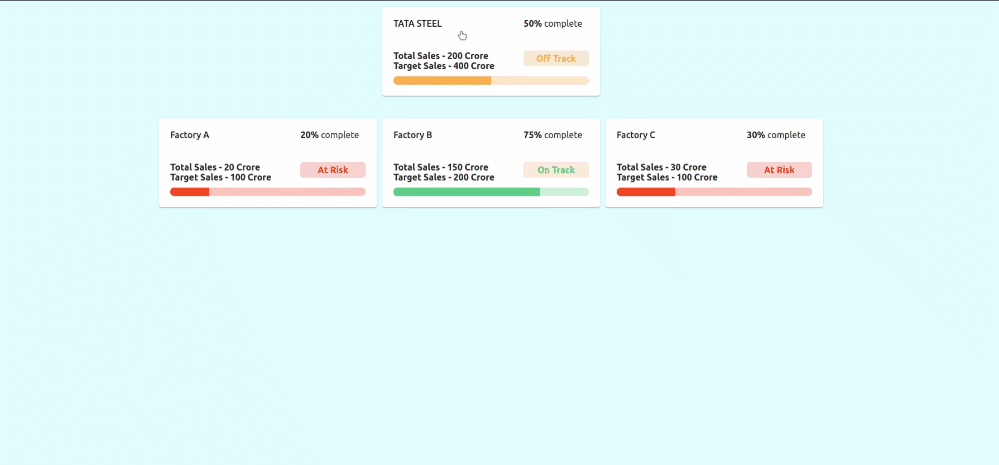 TATA STEEL 50% complete
Total Sales - 200 Crore
Off Track
Target Sales - 400 Crore
Factory A 20% complete
Total Sales - 20 Crore
At Risk
Target Sales - 100 Crore
Factory B 75% complete
Total Sales - 150 Crore
On Track
Target Sales - 200 Crore
Factory C 30% complete
Total Sales - 30 Crore
At Risk
Target Sales - 100 Crore